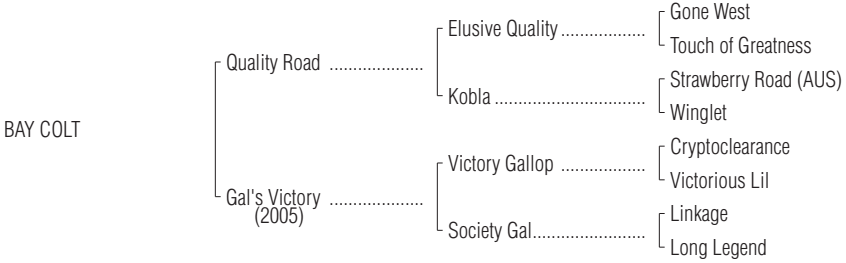 Gone West
Elusive Quality ...................
Touch of Greatness
Quality Road ....................
Strawberry Road (AUS)
Kobla ................................
Winglet
BAY COLT
Cryptoclearance
Victory Gallop ..................
Victorious Lil
Gal's Victory ....................
(2005)
Linkage
Society Gal........................
Long Legend